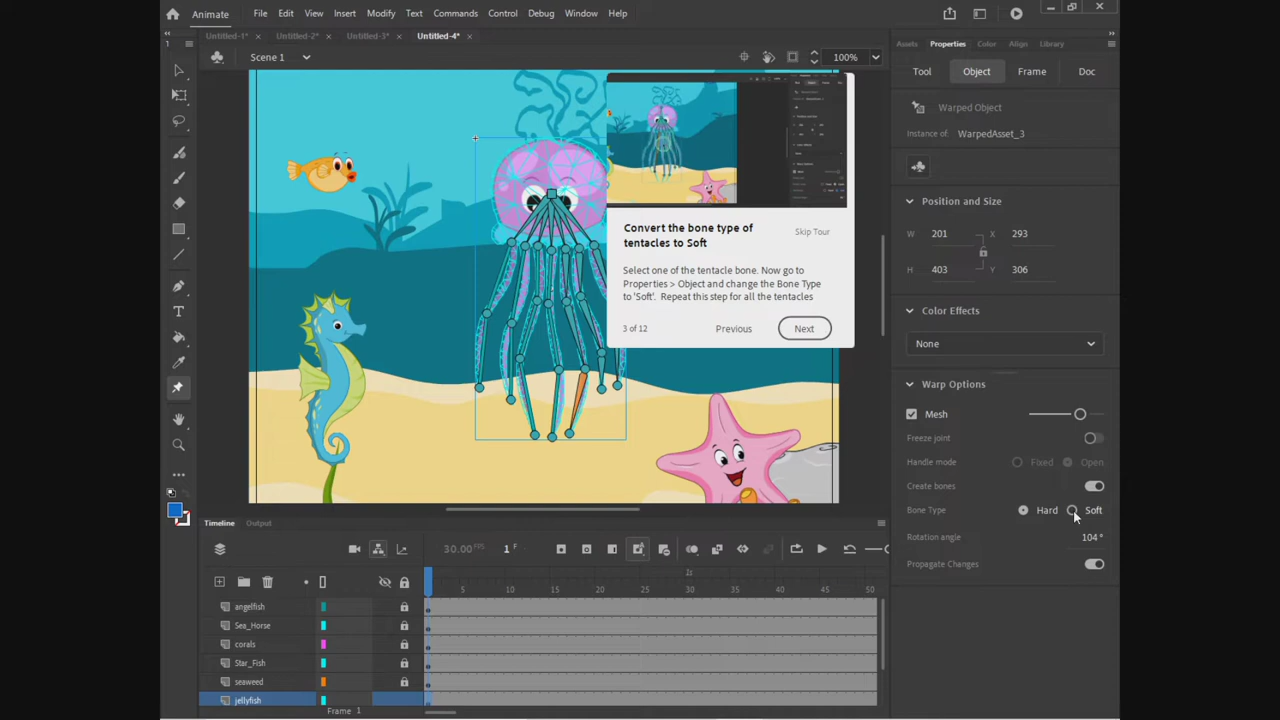 Animate File Edit View Insert Modify Text Commands Control Debug Window Help
Untitled-1* × Untitled-2* × Untitled-3* × Untitled-4* ×
Scene 1 100%
Assets Properties Color Align Library
Tool Object Frame Doc
Warped Object
Instance of WarpedAsset_3
Position and Size
W 201 X 293
H 403 Y 306
Color Effects
None
Warp Options
Mesh
Freeze joint
Handle mode Fixed Open
Create bones
Bone Type Hard Soft
Rotation angle 104 °
Propagate Changes
Convert the bone type of
tentacles to Soft
Skip Tour
Select one of the tentacle bone. Now go to
Properties > Object and change the Bone Type
to 'Soft'. Repeat this step for all the tentacles
3 of 12 Previous Next
Timeline Output
30.00 FPS 1 F
1s
5 10 15 20 25 30 35 40 45 50
angelfish
Sea_Horse
corals
Star_Fish
seaweed
jellyfish
Frame 1